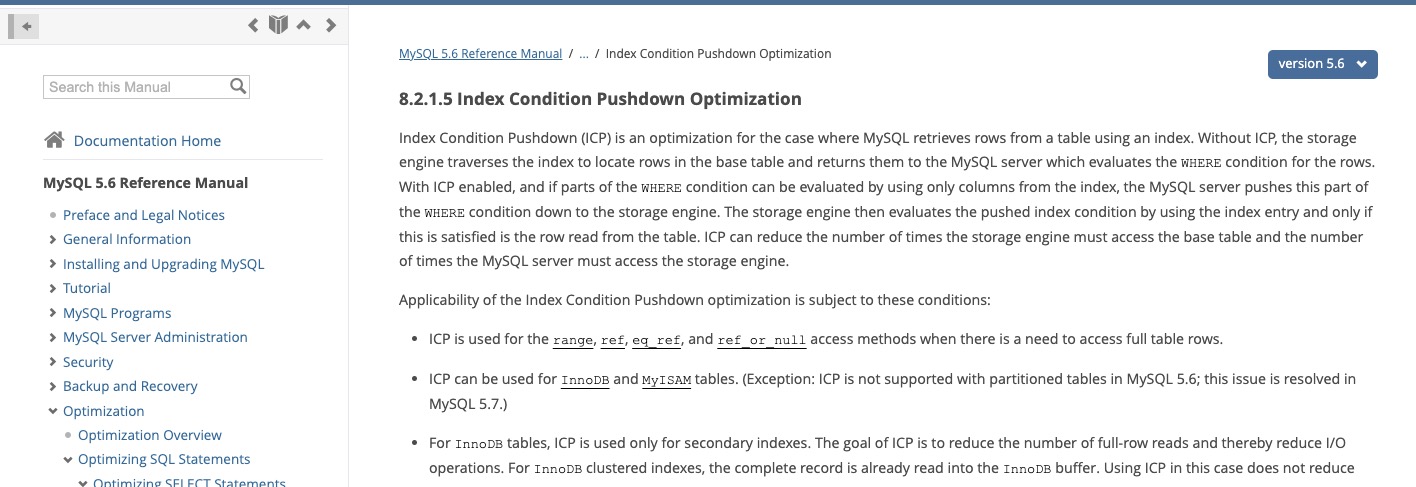 Search this Manual
Documentation Home
MySQL 5.6 Reference Manual
Preface and Legal Notices
General Information
Installing and Upgrading MySQL
Tutorial
MySQL Programs
MySQL Server Administration
Security
Backup and Recovery
Optimization
Optimization Overview
Optimizing SQL Statements
Optimizing SELECT Statements
MySQL 5.6 Reference Manual / ... / Index Condition Pushdown Optimization
version 5.6
8.2.1.5 Index Condition Pushdown Optimization
Index Condition Pushdown (ICP) is an optimization for the case where MySQL retrieves rows from a table using an index. Without ICP, the storage
engine traverses the index to locate rows in the base table and returns them to the MySQL server which evaluates the WHERE condition for the rows.
With ICP enabled, and if parts of the WHERE condition can be evaluated by using only columns from the index, the MySQL server pushes this part of
the WHERE condition down to the storage engine. The storage engine then evaluates the pushed index condition by using the index entry and only if
this is satisfied is the row read from the table. ICP can reduce the number of times the storage engine must access the base table and the number
of times the MySQL server must access the storage engine.
Applicability of the Index Condition Pushdown optimization is subject to these conditions:
• ICP is used for the range, ref, eq_ref, and ref_or_null access methods when there is a need to access full table rows.
• ICP can be used for InnoDB and MyISAM tables. (Exception: ICP is not supported with partitioned tables in MySQL 5.6; this issue is resolved in
MySQL 5.7.)
• For InnoDB tables, ICP is used only for secondary indexes. The goal of ICP is to reduce the number of full-row reads and thereby reduce I/O
operations. For InnoDB clustered indexes, the complete record is already read into the InnoDB buffer. Using ICP in this case does not reduce